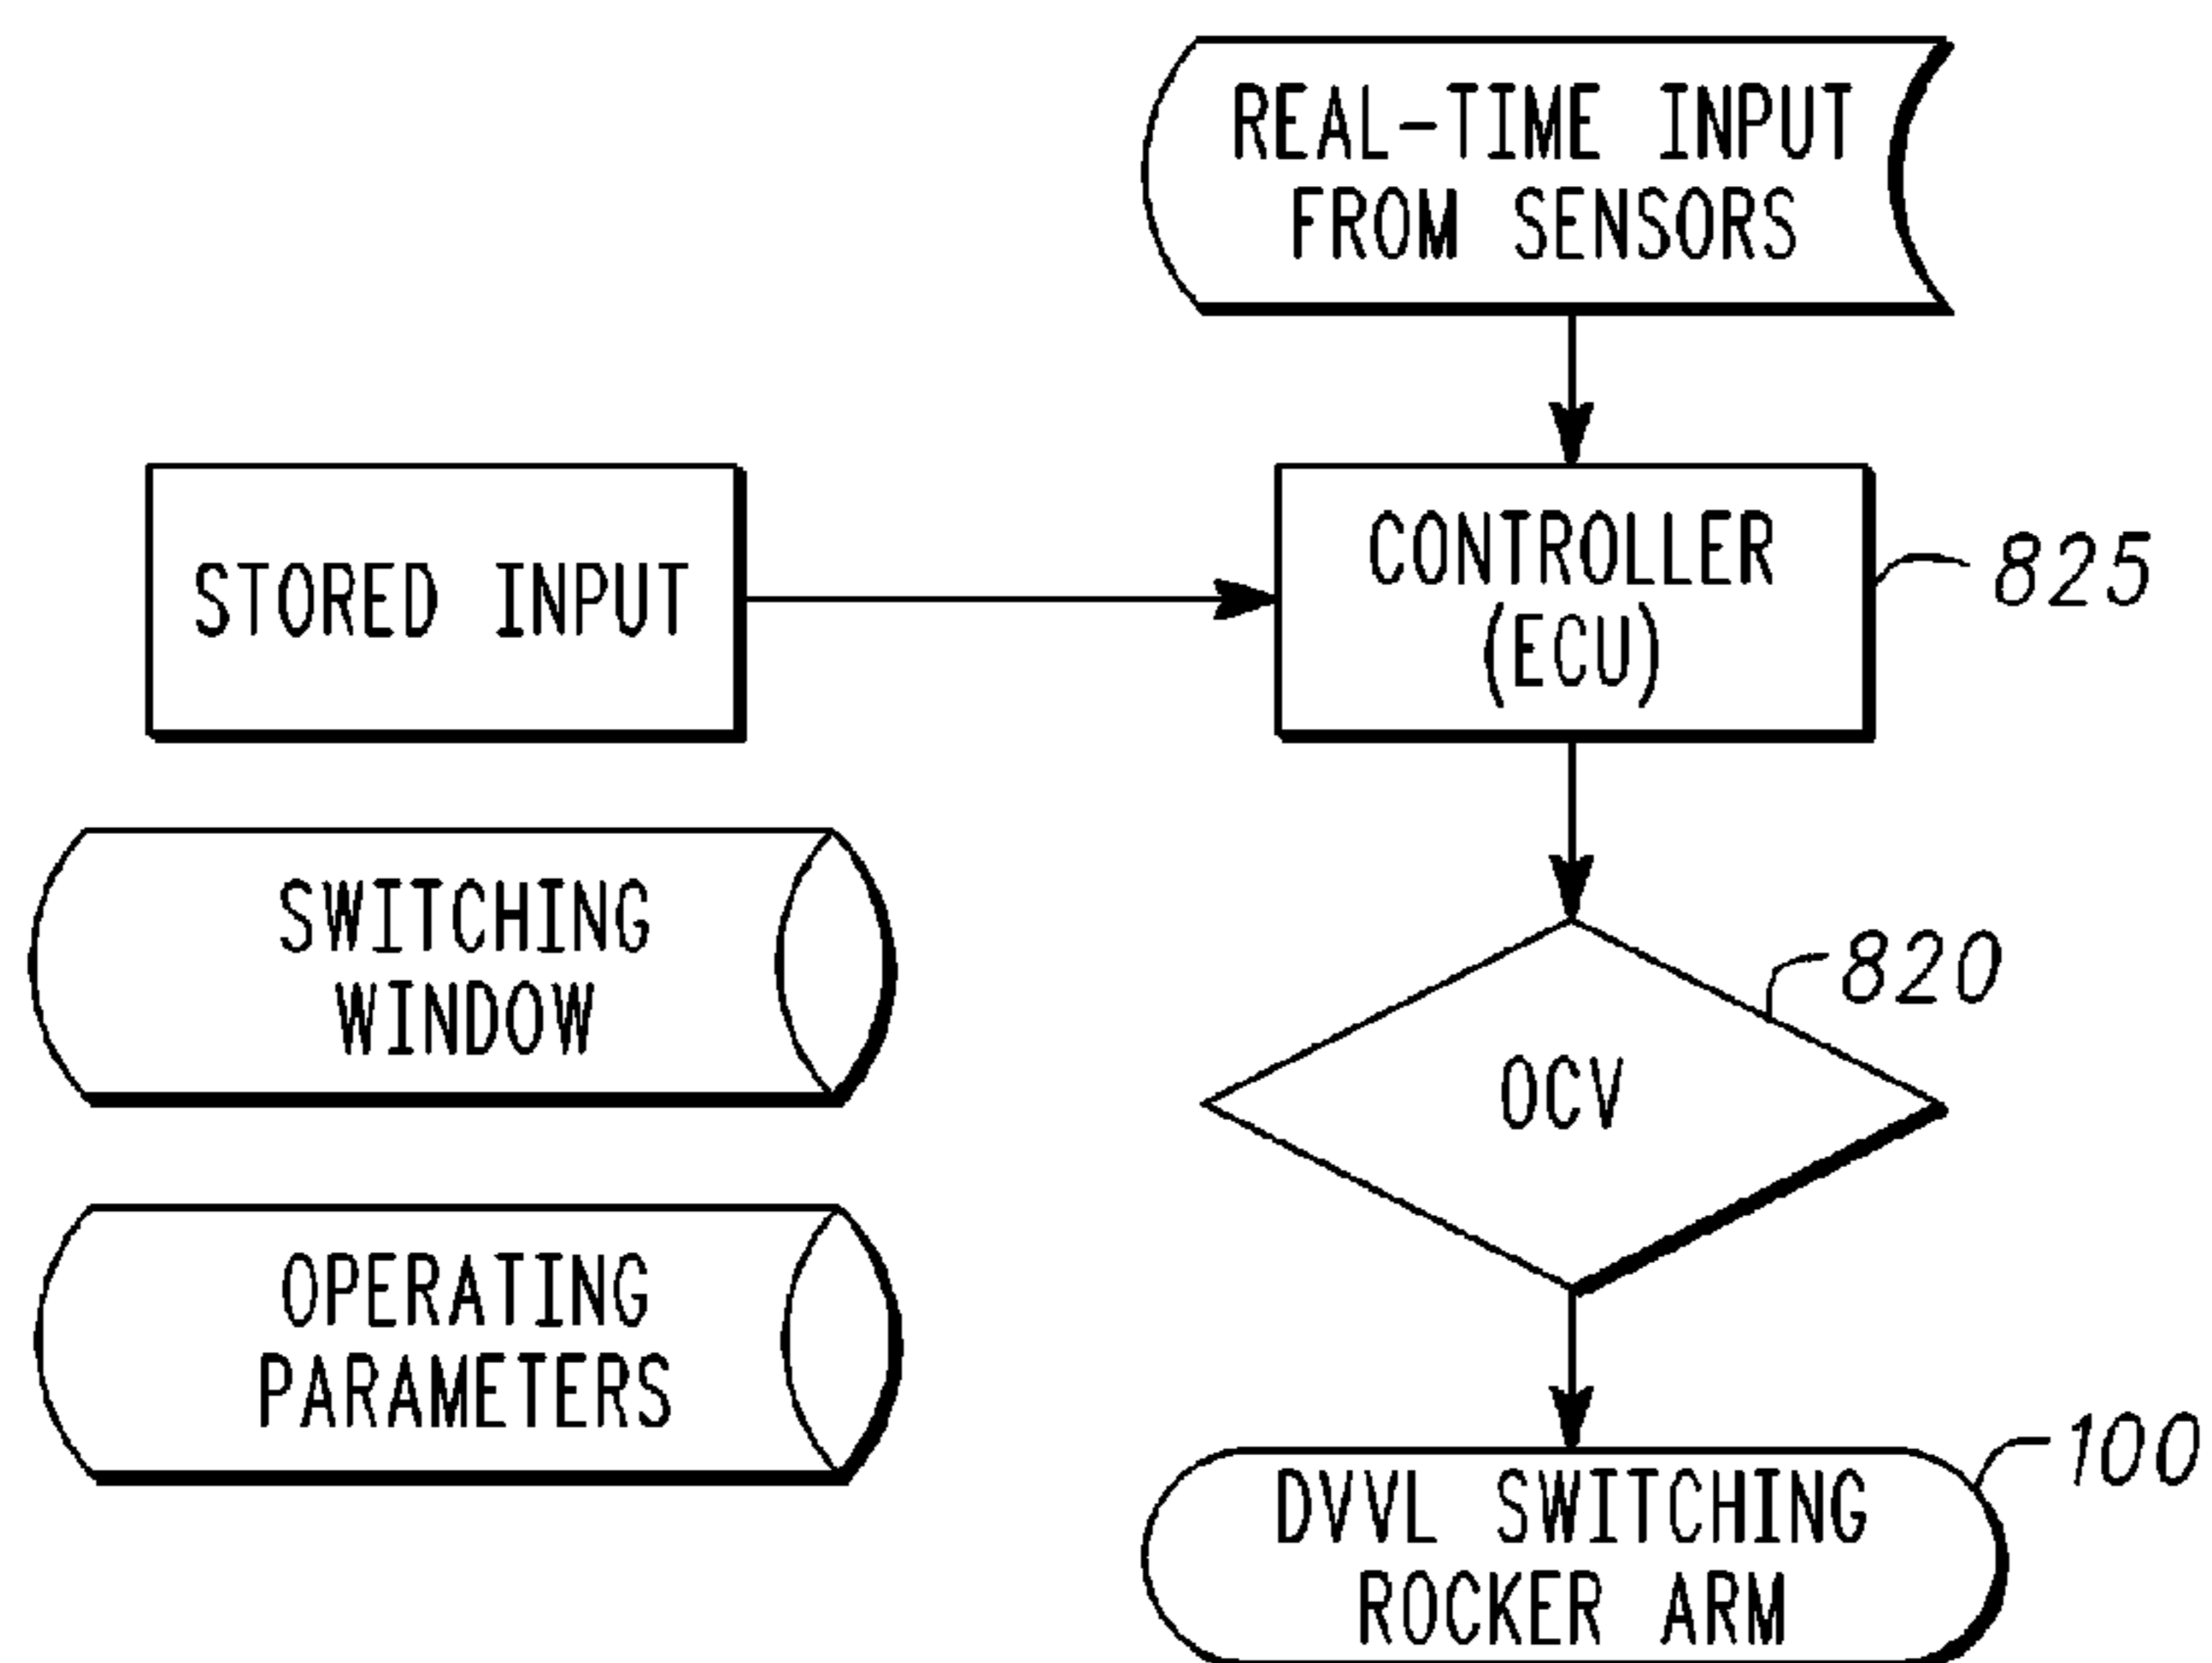 REAL-TIME INPUT
FROM SENSORS
STORED INPUT
CONTROLLER
(ECU)
825
SWITCHING
WINDOW
820
OCV
OPERATING
PARAMETERS
100
DVVL SWITCHING
ROCKER ARM